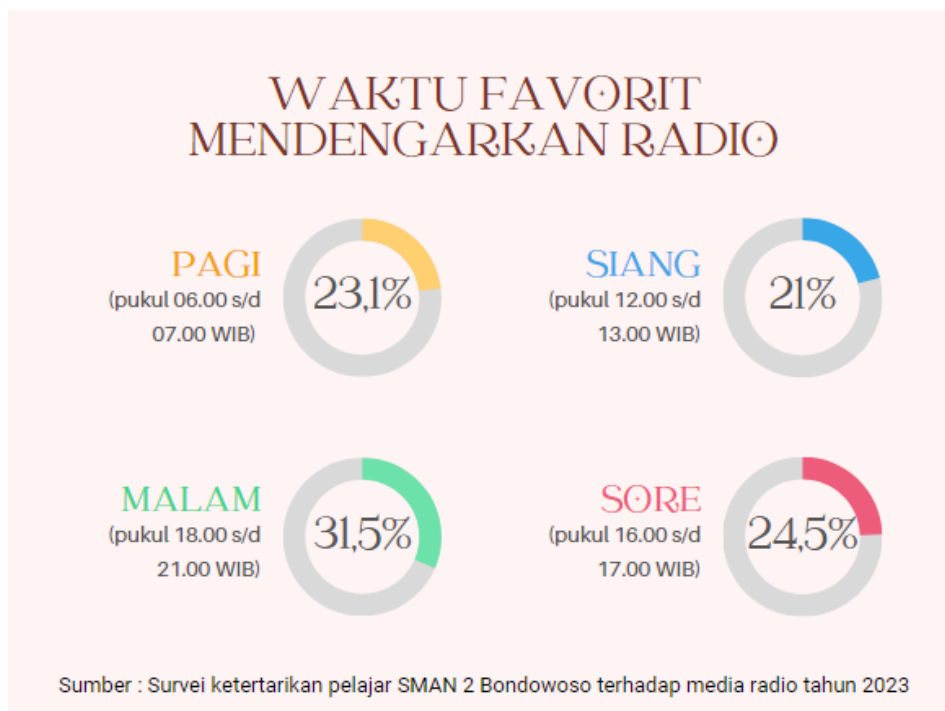 WAKTU FAVORIT
MENDENGARKAN RADIO
PAGI
(pukul 06.00 s/d
07.00 WIB)
23,1%
SIANG
(pukul 12.00 s/d
13.00 WIB)
21%
MALAM
(pukul 18.00 s/d
21.00 WIB)
31,5%
SORE
(pukul 16.00 s/d
17.00 WIB)
24,5%
Sumber : Survei ketertarikan pelajar SMAN 2 Bondowoso terhadap media radio tahun 2023